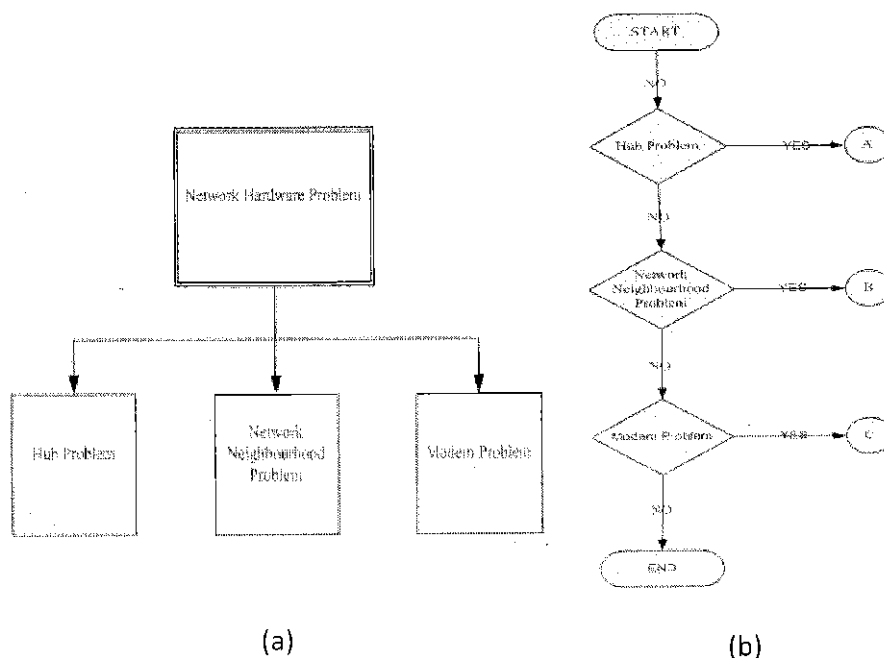 Network Hardware Problem
Hub Problem
Network
Neighbourhood
Problem
Modem Problem
(a)
START
NO
Hub Problem
YES
A
NO
Network
Neighbourhood
Problem
YES
B
NO
Modem Problem
YES
C
NO
END
(b)